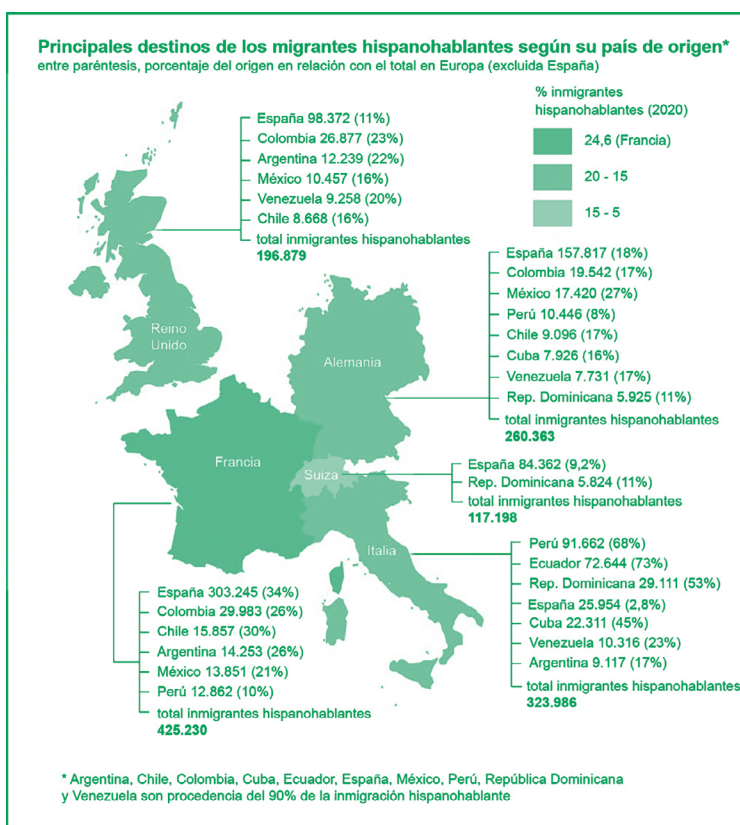 Principales destinos de los migrantes hispanohablantes según su país de origen*
entre paréntesis, porcentaje del origen en relación con el total en Europa (excluida España)
% inmigrantes
hispanohablantes (2020)
24,6 (Francia)
20 - 15
15 - 5
España 98.372 (11%)
Colombia 26.877 (23%)
Argentina 12.239 (22%)
México 10.457 (16%)
Venezuela 9.258 (20%)
Chile 8.668 (16%)
total inmigrantes hispanohablantes
196.879
Reino
Unido
España 157.817 (18%)
Colombia 19.542 (17%)
México 17.420 (27%)
Perú 10.446 (8%)
Chile 9.096 (17%)
Cuba 7.926 (16%)
Venezuela 7.731 (17%)
Rep. Dominicana 5.925 (11%)
total inmigrantes hispanohablantes
260.363
Alemania
Francia
Suiza
España 84.362 (9,2%)
Rep. Dominicana 5.824 (11%)
total inmigrantes hispanohablantes
117.198
Italia
Perú 91.662 (68%)
Ecuador 72.644 (73%)
Rep. Dominicana 29.111 (53%)
España 25.954 (2,8%)
Cuba 22.311 (45%)
Venezuela 10.316 (23%)
Argentina 9.117 (17%)
total inmigrantes hispanohablantes
323.986
España 303.245 (34%)
Colombia 29.983 (26%)
Chile 15.857 (30%)
Argentina 14.253 (26%)
México 13.851 (21%)
Perú 12.862 (10%)
total inmigrantes hispanohablantes
425.230
* Argentina, Chile, Colombia, Cuba, Ecuador, España, México, Perú, República Dominicana
y Venezuela son procedencia del 90% de la inmigración hispanohablante